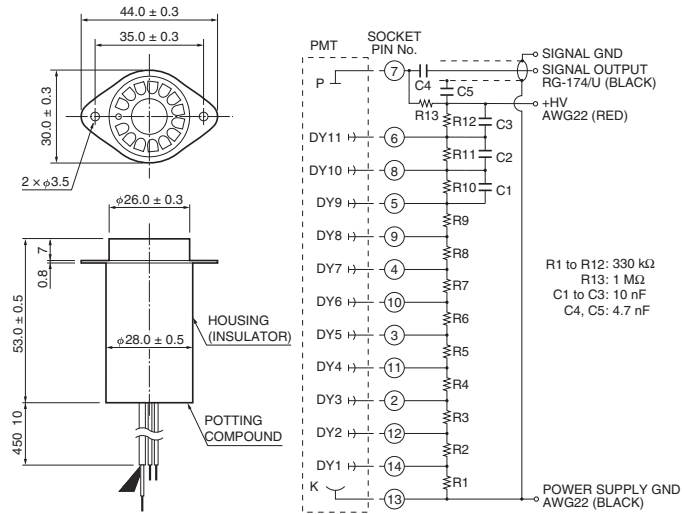 44.0 ± 0.3
35.0 ± 0.3
30.0 ± 0.3
2 × φ3.5
φ26.0 ± 0.3
7
0.8
53.0 ± 0.5
HOUSING
(INSULATOR)
φ28.0 ± 0.5
450 10
POTTING
COMPOUND
PMT
SOCKET
PIN No.
SIGNAL GND
SIGNAL OUTPUT
RG-174/U (BLACK)
+HV
AWG22 (RED)
P
7
C4
C5
R13
R12
C3
DY11
6
R11
C2
DY10
8
R10
C1
DY9
5
R9
DY8
9
R8
DY7
4
R7
DY6
10
R6
DY5
3
R5
DY4
11
R4
DY3
2
R3
DY2
12
R2
DY1
14
R1
K
13
R1 to R12: 330 kΩ
R13: 1 MΩ
C1 to C3: 10 nF
C4, C5: 4.7 nF
POWER SUPPLY GND
AWG22 (BLACK)